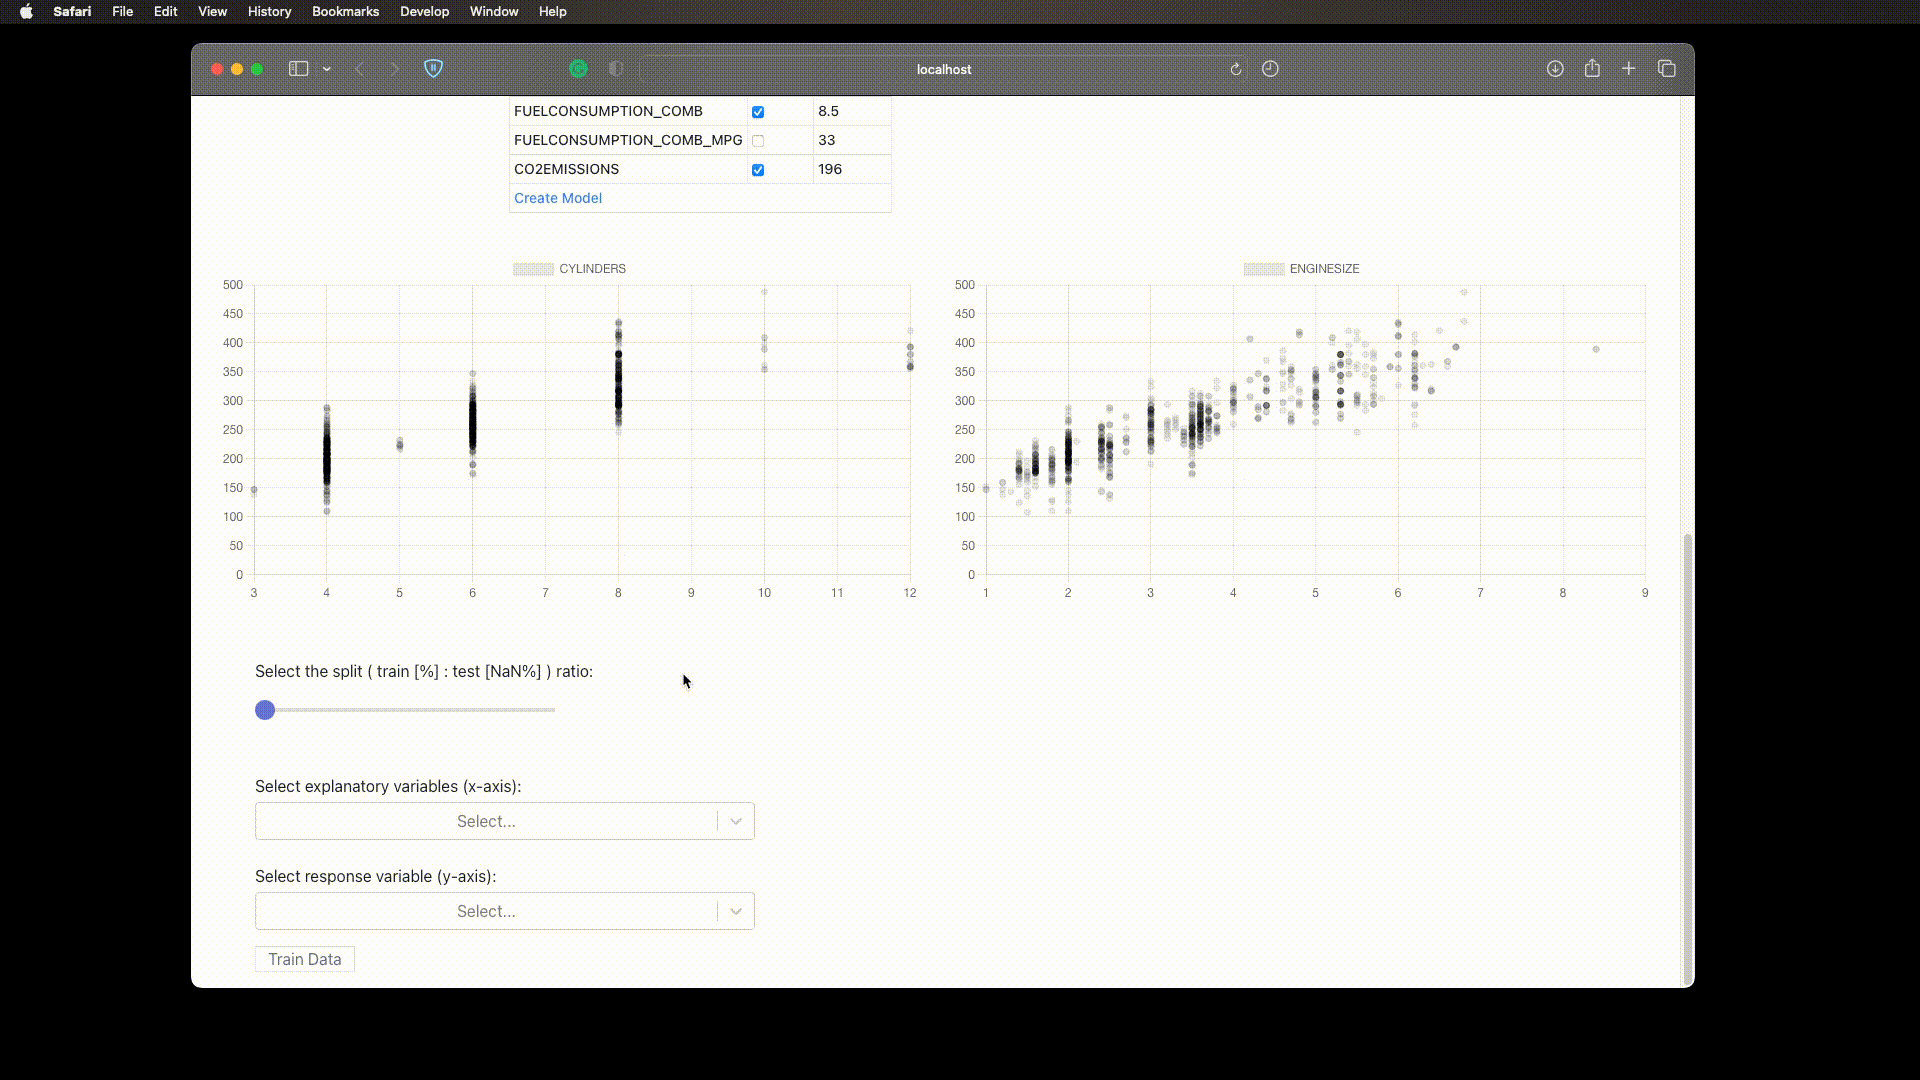 Safari File Edit View History Bookmarks Develop Window Help
localhost
FUELCONSUMPTION_COMB 8.5
FUELCONSUMPTION_COMB_MPG 33
CO2EMISSIONS 196
Create Model
CYLINDERS
500
450
400
350
300
250
200
150
100
50
0
3 4 5 6 7 8 9 10 11 12
ENGINESIZE
500
450
400
350
300
250
200
150
100
50
0
1 2 3 4 5 6 7 8 9
Select the split ( train [%] : test [NaN%] ) ratio:
Select explanatory variables (x-axis):
Select...
Select response variable (y-axis):
Select...
Train Data